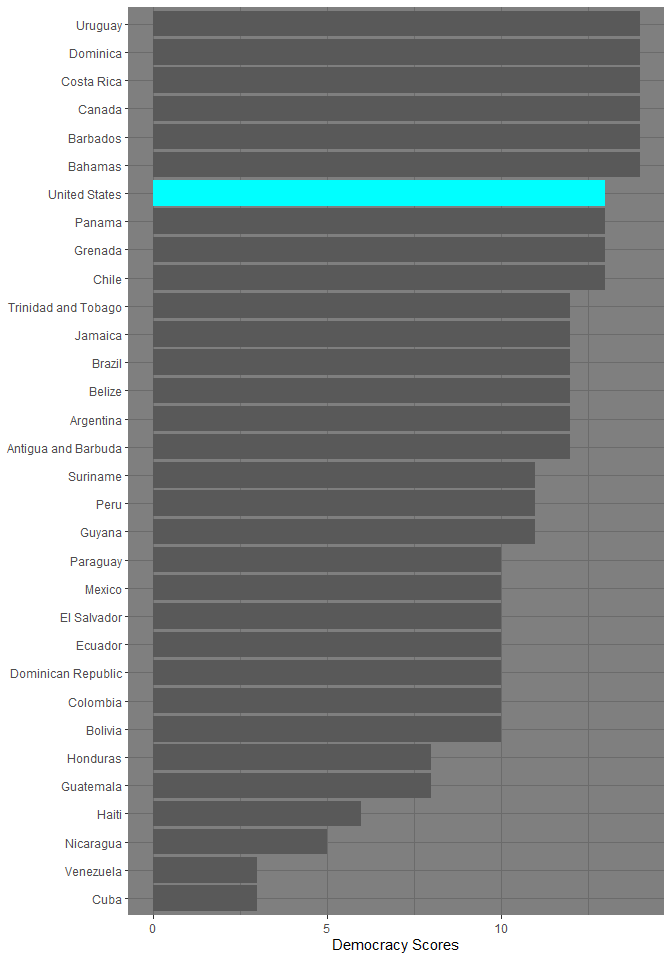 Uruguay
Dominica
Costa Rica
Canada
Barbados
Bahamas
United States
Panama
Grenada
Chile
Trinidad and Tobago
Jamaica
Brazil
Belize
Argentina
Antigua and Barbuda
Suriname
Peru
Guyana
Paraguay
Mexico
El Salvador
Ecuador
Dominican Republic
Colombia
Bolivia
Honduras
Guatemala
Haiti
Nicaragua
Venezuela
Cuba
0 5 10
Democracy Scores